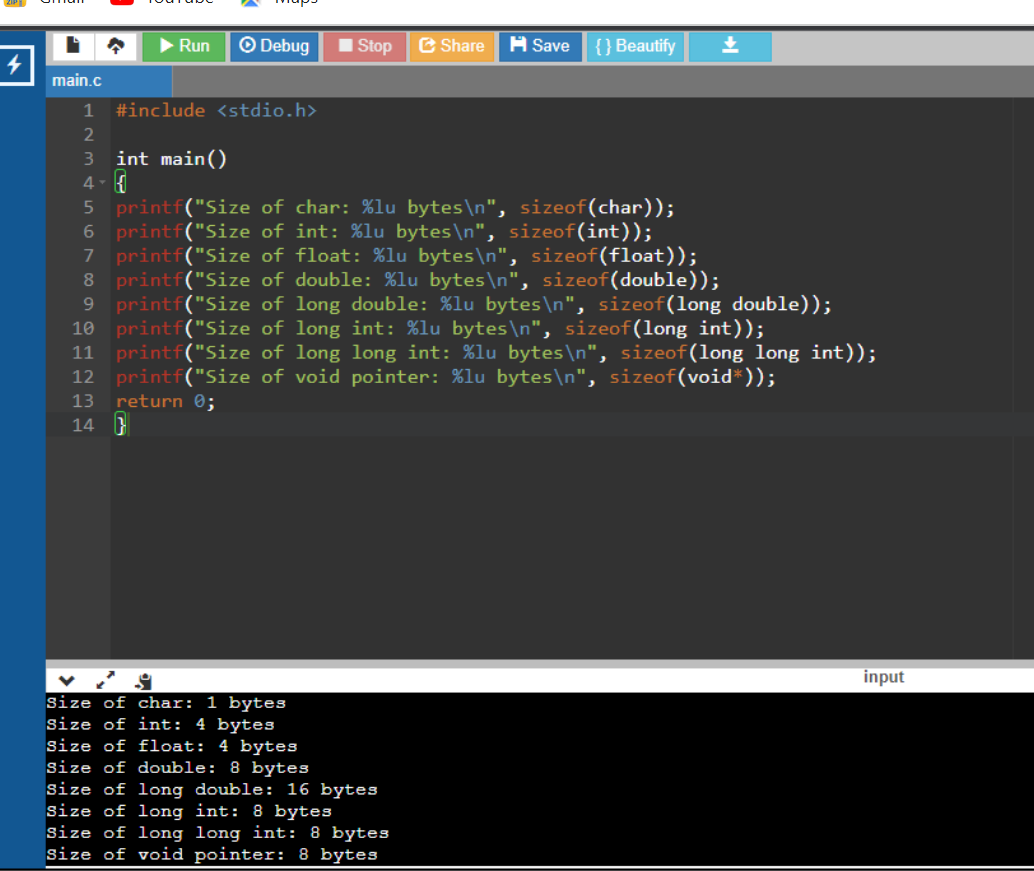 Gmail YouTube Maps
Run Debug Stop Share Save { } Beautify
main.c
1 #include <stdio.h>
2
3 int main()
4 {
5 printf("Size of char: %lu bytes\n", sizeof(char));
6 printf("Size of int: %lu bytes\n", sizeof(int));
7 printf("Size of float: %lu bytes\n", sizeof(float));
8 printf("Size of double: %lu bytes\n", sizeof(double));
9 printf("Size of long double: %lu bytes\n", sizeof(long double));
10 printf("Size of long int: %lu bytes\n", sizeof(long int));
11 printf("Size of long long int: %lu bytes\n", sizeof(long long int));
12 printf("Size of void pointer: %lu bytes\n", sizeof(void*));
13 return 0;
14 }
input
Size of char: 1 bytes
Size of int: 4 bytes
Size of float: 4 bytes
Size of double: 8 bytes
Size of long double: 16 bytes
Size of long int: 8 bytes
Size of long long int: 8 bytes
Size of void pointer: 8 bytes